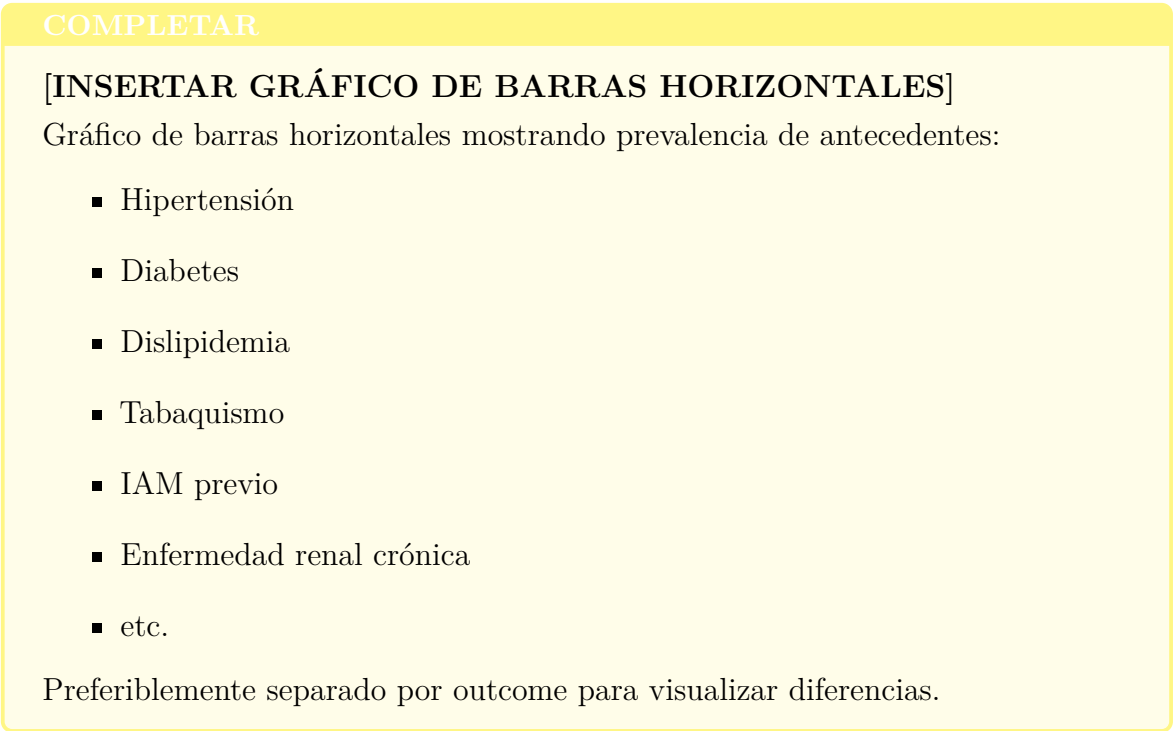 COMPLETAR
[INSERTAR GRÁFICO DE BARRAS HORIZONTALES]
Gráfico de barras horizontales mostrando prevalencia de antecedentes:
▪ Hipertensión
▪ Diabetes
▪ Dislipidemia
▪ Tabaquismo
▪ IAM previo
▪ Enfermedad renal crónica
▪ etc.
Preferiblemente separado por outcome para visualizar diferencias.